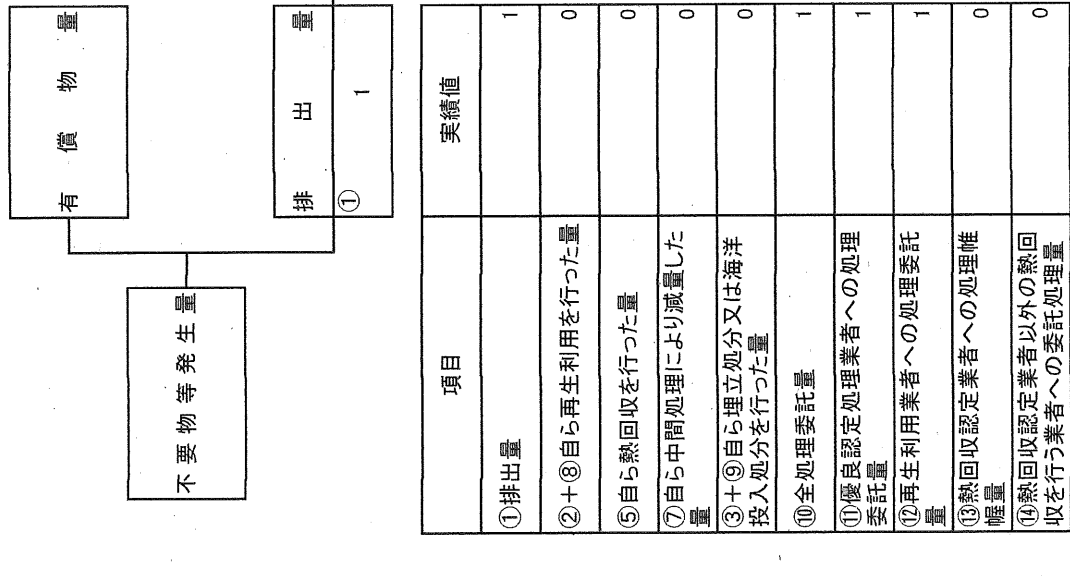 有償物量
不要物等発生量
排出量
①
1
項目
実績値
①排出量
1
②+⑧自ら再生利用を行った量
0
⑤自ら熱回収を行った量
0
⑦自ら中間処理により減量した
量
0
③+⑨自ら埋立処分又は海洋
投入処分を行った量
0
⑩全処理委託量
1
⑪優良認定処理業者への処理
委託量
1
⑫再生利用業者への処理委託
量
1
⑬熱回収認定業者への処理帷
幄量
0
⑭熱回収認定業者以外の熱回
収を行う業者への委託処理量
0